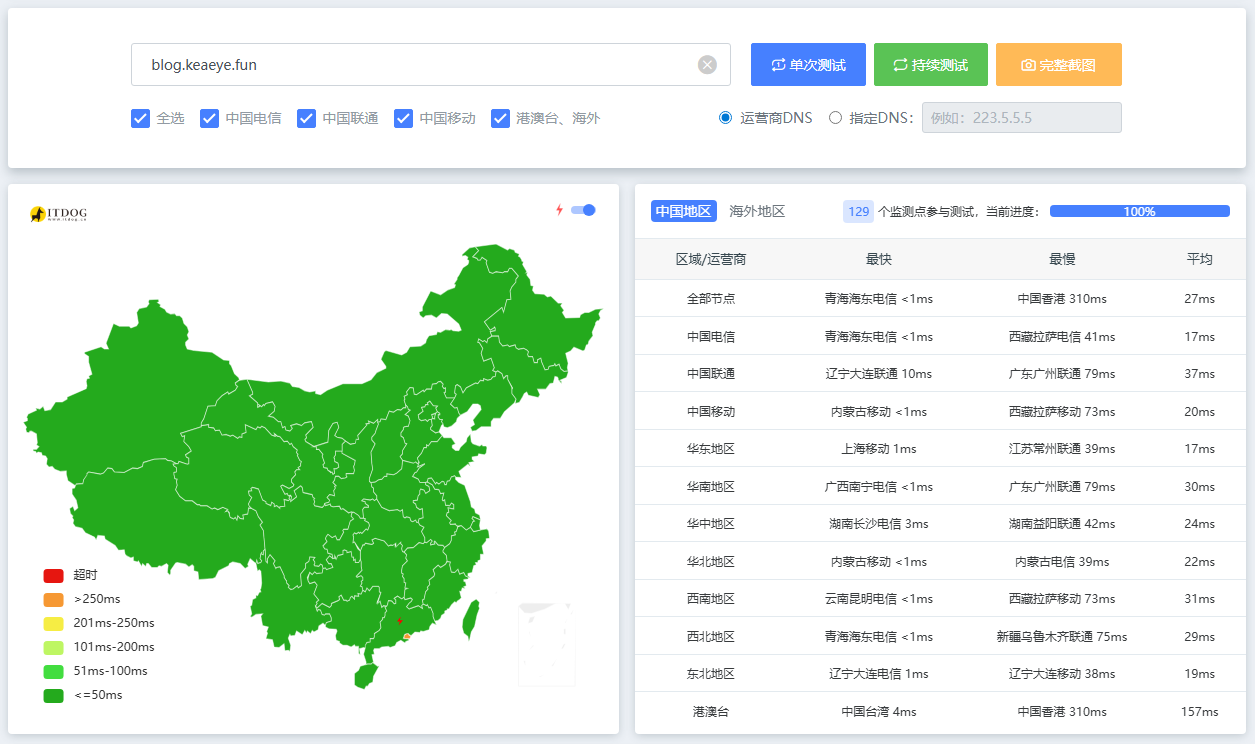 blog.keaeye.fun
单次测试 持续测试 完整截图
全选 中国电信 中国联通 中国移动 港澳台、海外
运营商DNS 指定DNS： 例如：223.5.5.5
ITDOG
www.itdog.cn
超时
>250ms
201ms-250ms
101ms-200ms
51ms-100ms
<=50ms
中国地区 海外地区 129 个监测点参与测试，当前进度： 100%
区域/运营商 最快 最慢 平均
全部节点 青海海东电信 <1ms 中国香港 310ms 27ms
中国电信 青海海东电信 <1ms 西藏拉萨电信 41ms 17ms
中国联通 辽宁大连联通 10ms 广东广州联通 79ms 37ms
中国移动 内蒙古移动 <1ms 西藏拉萨移动 73ms 20ms
华东地区 上海移动 1ms 江苏常州联通 39ms 17ms
华南地区 广西南宁电信 <1ms 广东广州联通 79ms 30ms
华中地区 湖南长沙电信 3ms 湖南益阳联通 42ms 24ms
华北地区 内蒙古移动 <1ms 内蒙古电信 39ms 22ms
西南地区 云南昆明电信 <1ms 西藏拉萨移动 73ms 31ms
西北地区 青海海东电信 <1ms 新疆乌鲁木齐联通 75ms 29ms
东北地区 辽宁大连电信 1ms 辽宁大连移动 38ms 19ms
港澳台 中国台湾 4ms 中国香港 310ms 157ms